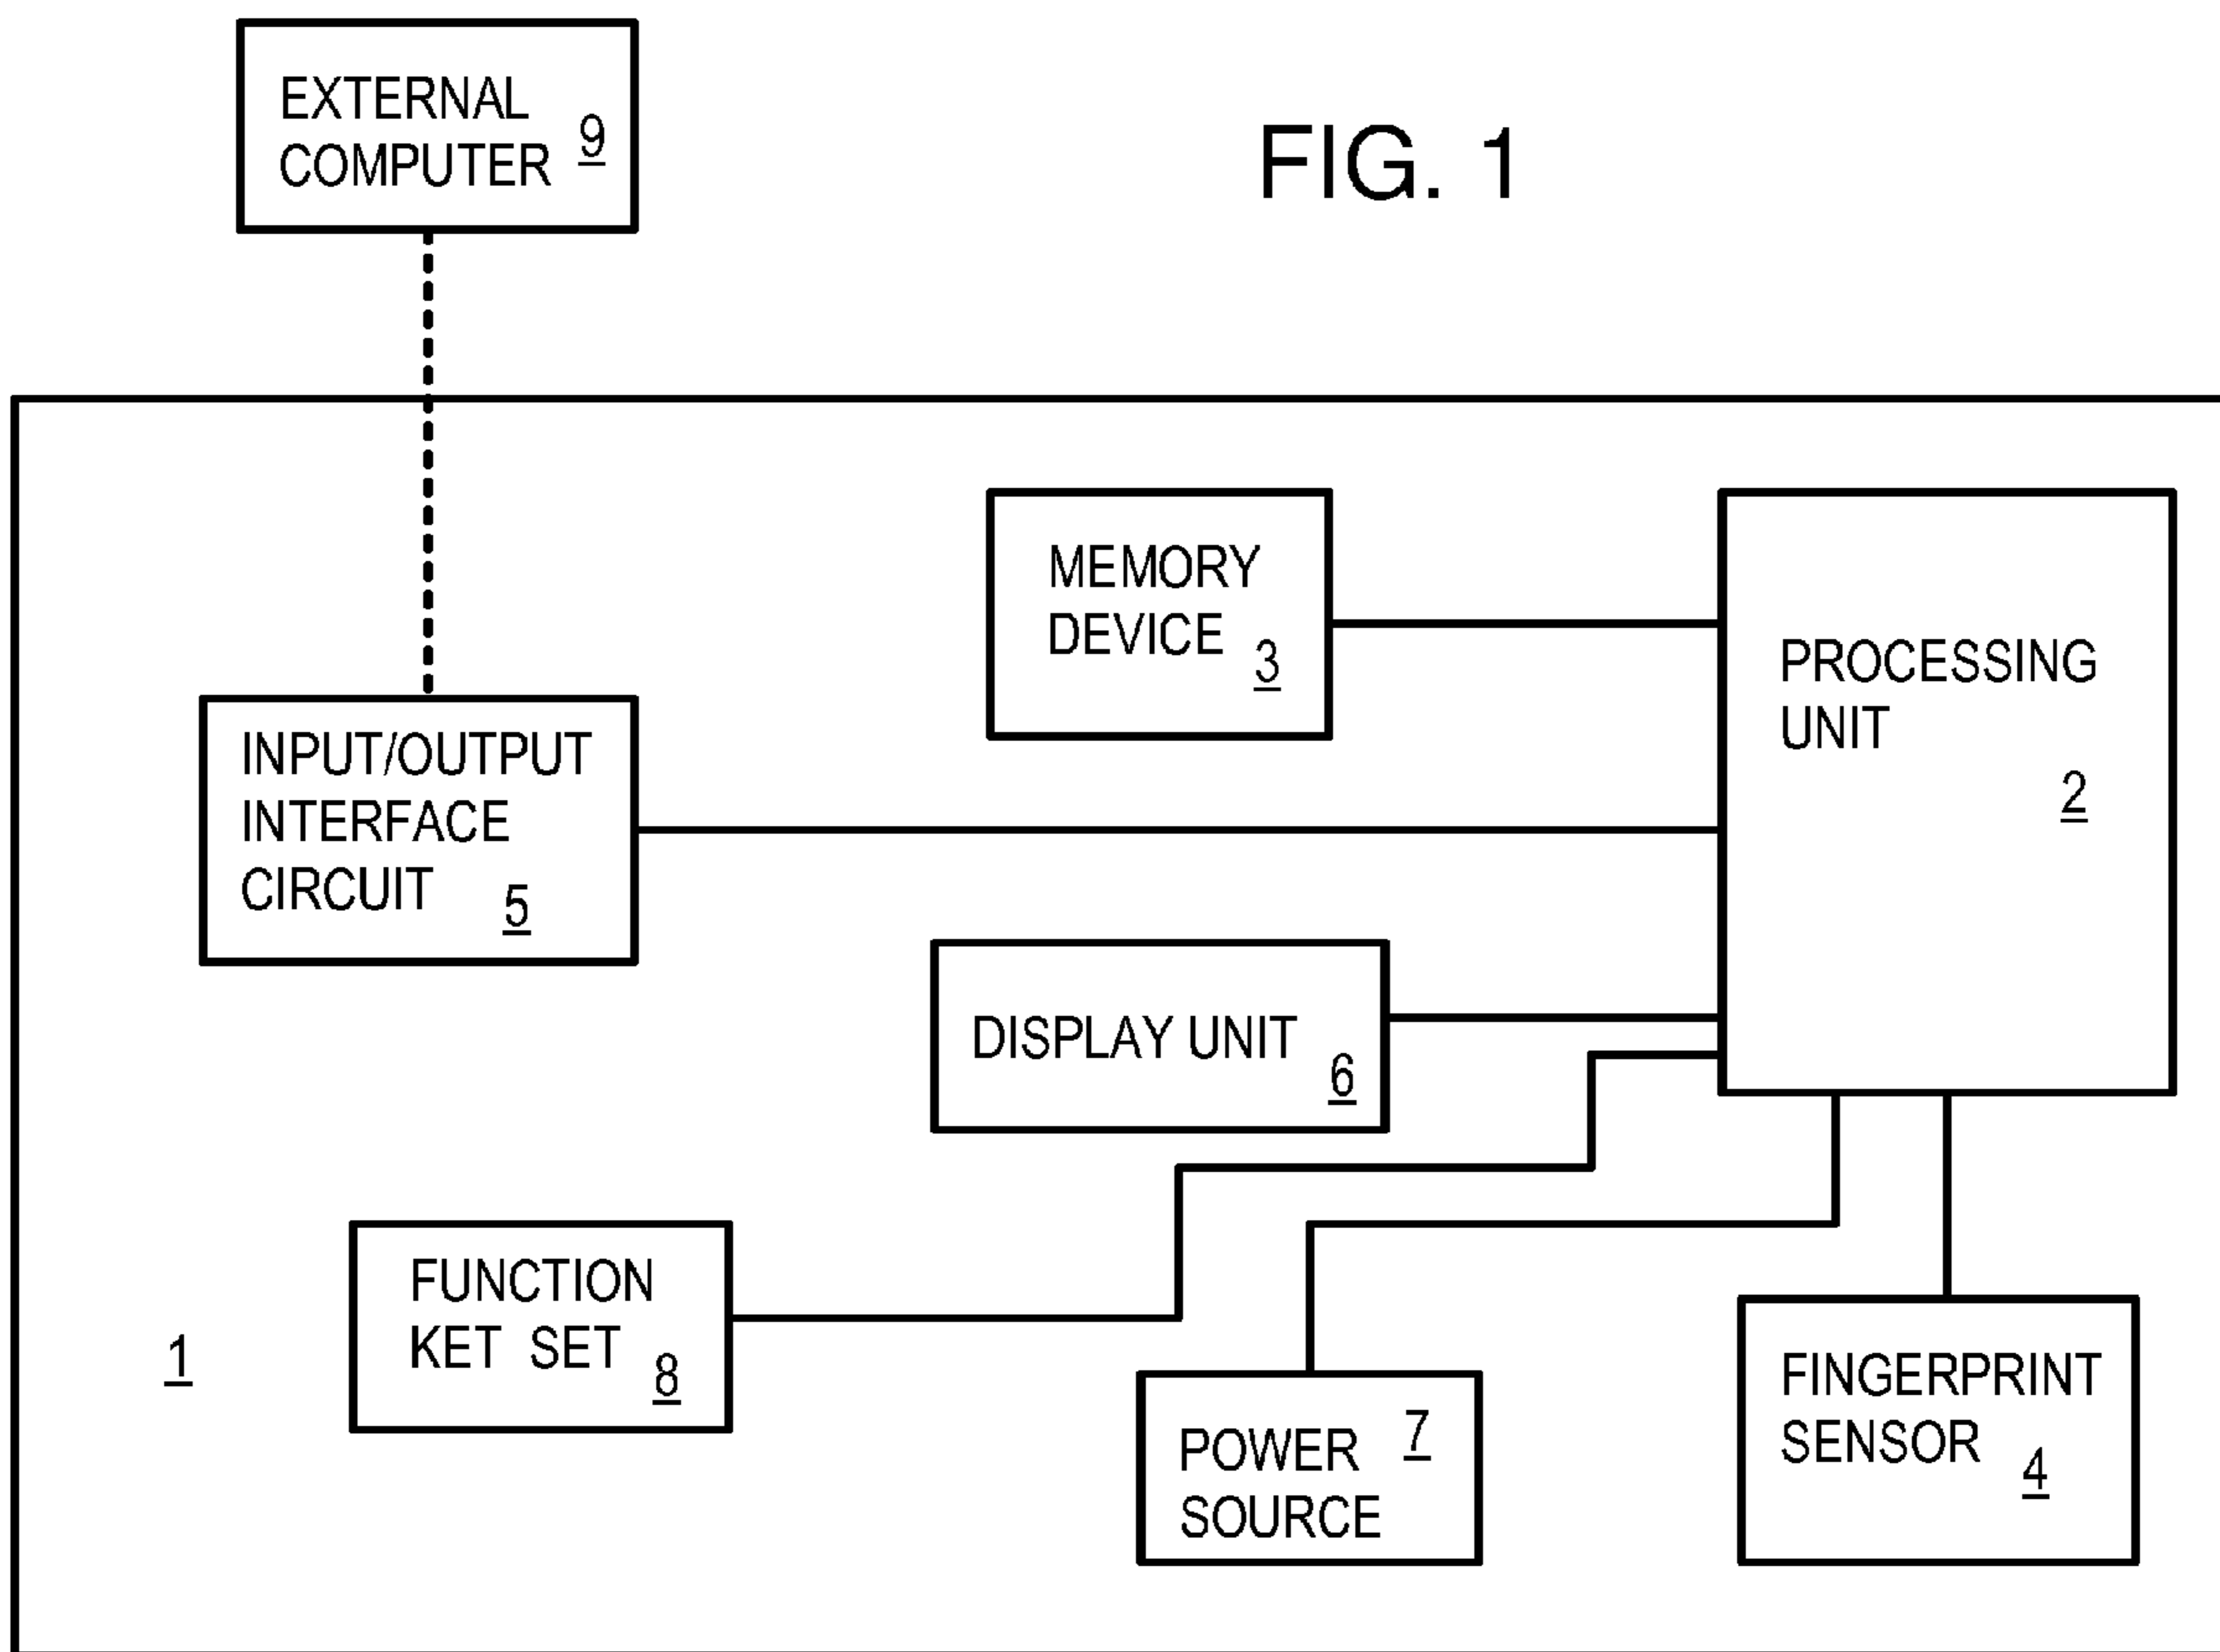 EXTERNAL
COMPUTER 9
FIG. 1
MEMORY
DEVICE 3
PROCESSING
UNIT
2
INPUT/OUTPUT
INTERFACE
CIRCUIT 5
DISPLAY UNIT 6
FUNCTION
KET SET 8
1
POWER 7
SOURCE
FINGERPRINT
SENSOR 4